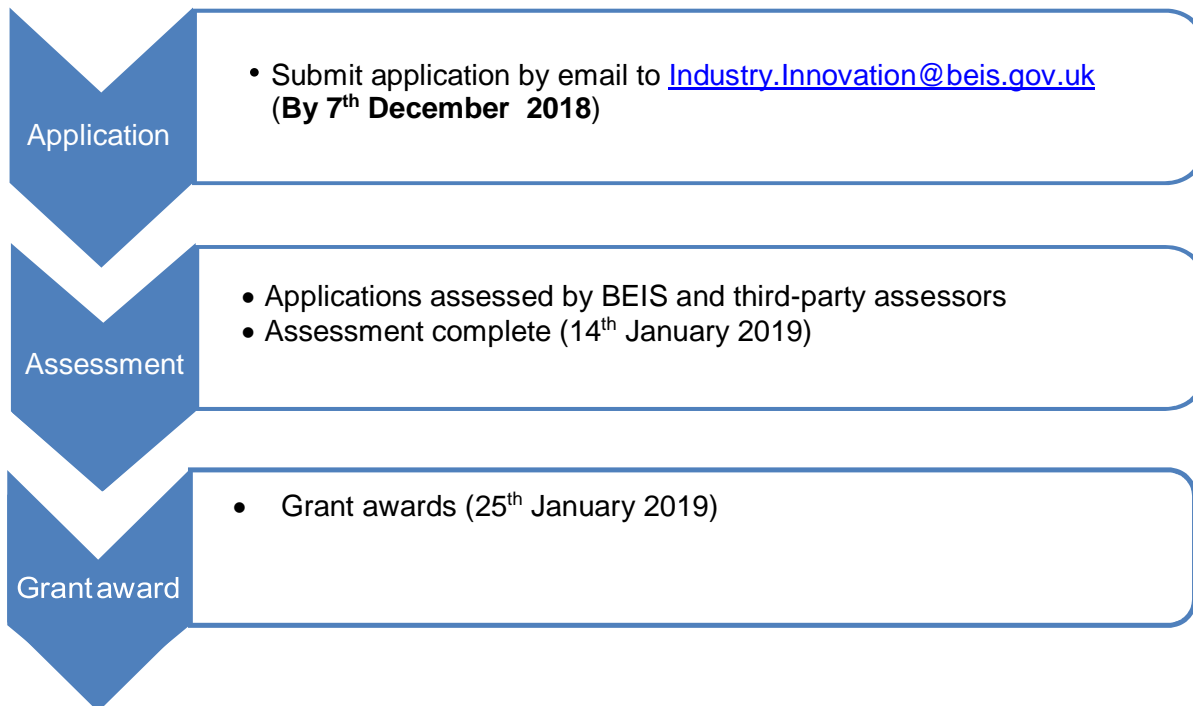 Application
• Submit application by email to Industry.Innovation@beis.gov.uk
(By 7th December 2018)
Assessment
• Applications assessed by BEIS and third-party assessors
• Assessment complete (14th January 2019)
Grant award
• Grant awards (25th January 2019)